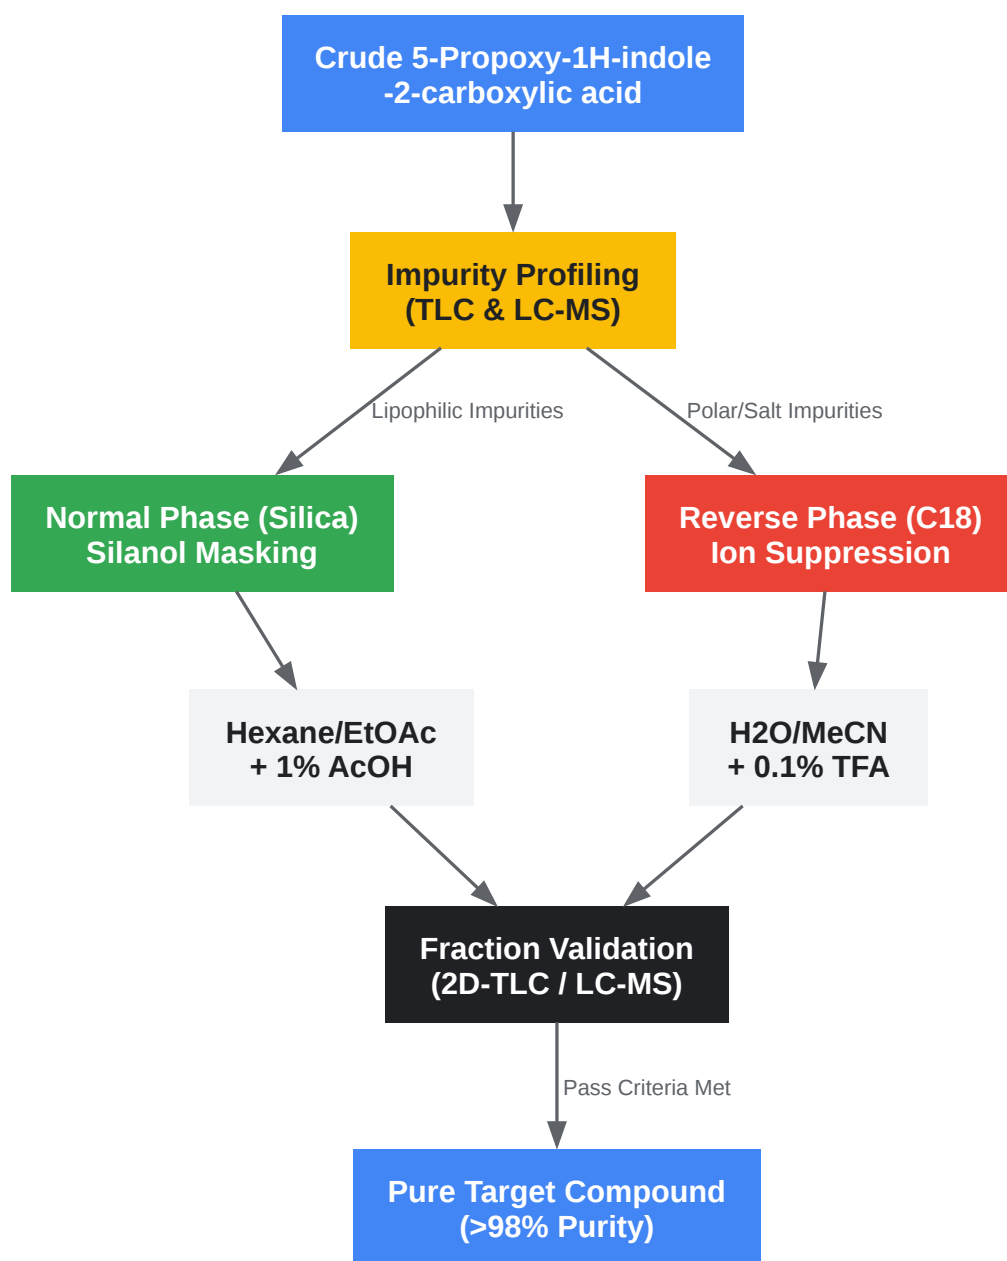 Crude 5-Propoxy-1H-indole
-2-carboxylic acid
Impurity Profiling
(TLC & LC-MS)
Lipophilic Impurities
Polar/Salt Impurities
Normal Phase (Silica)
Silanol Masking
Reverse Phase (C18)
Ion Suppression
Hexane/EtOAc
+ 1% AcOH
H2O/MeCN
+ 0.1% TFA
Fraction Validation
(2D-TLC / LC-MS)
Pass Criteria Met
Pure Target Compound
(>98% Purity)